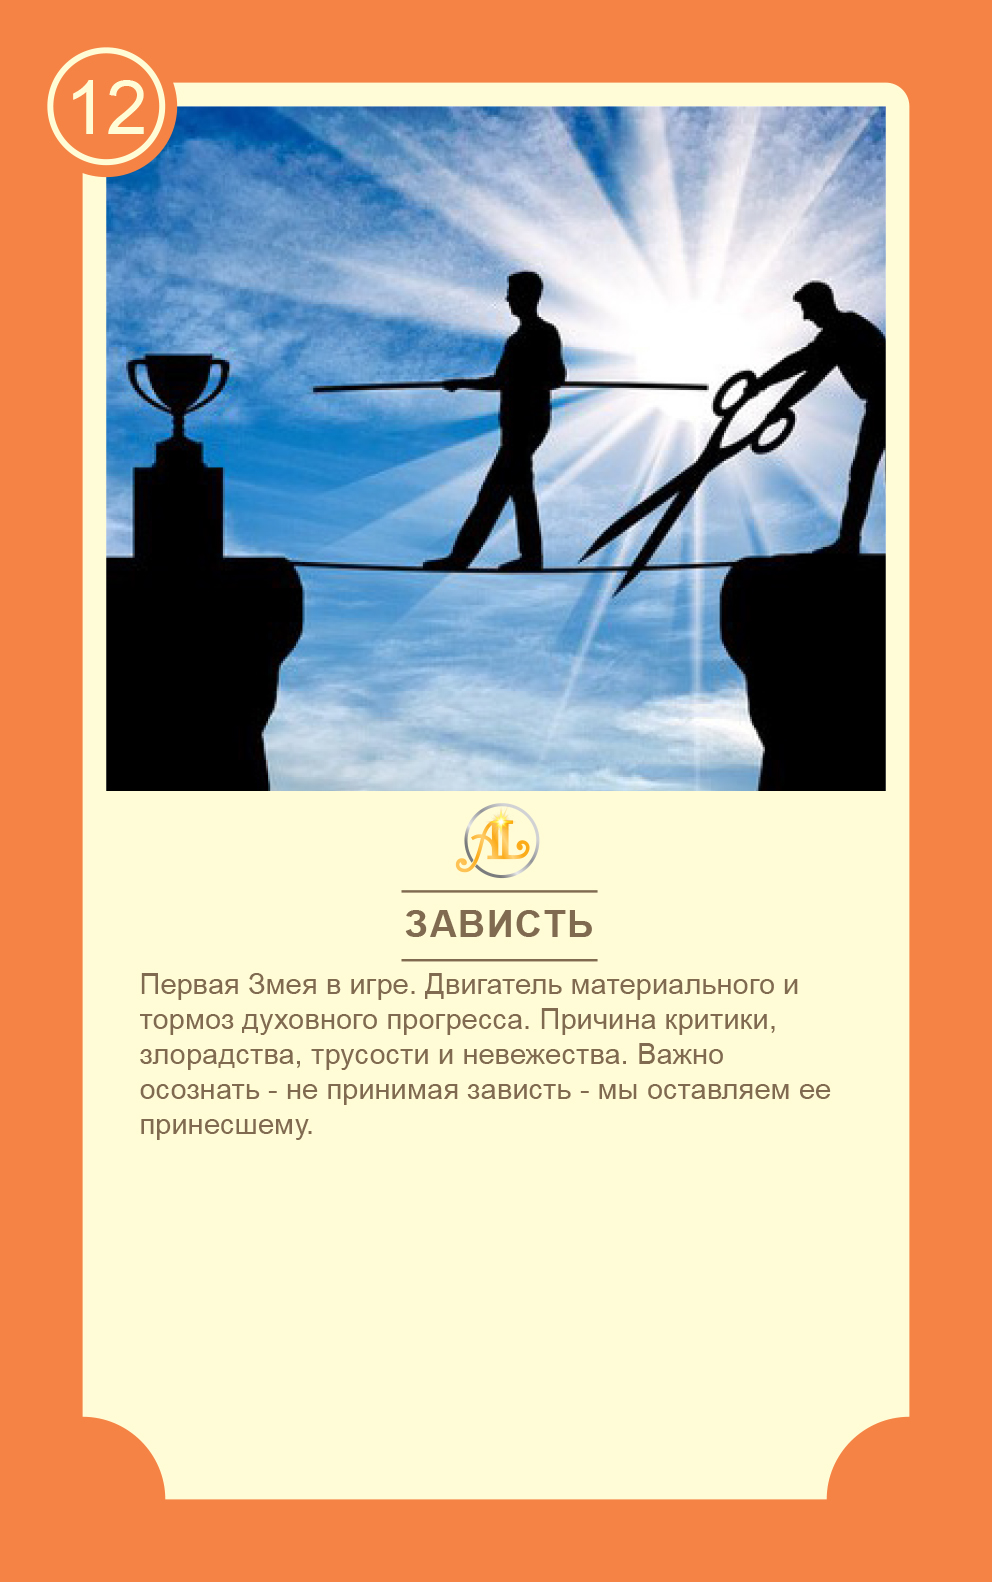 12
AL
ЗАВИСТЬ
Первая Змея в игре. Двигатель материального и
тормоз духовного прогресса. Причина критики,
злорадства, трусости и невежества. Важно
осознать - не принимая зависть - мы оставляем ее
принесшему.